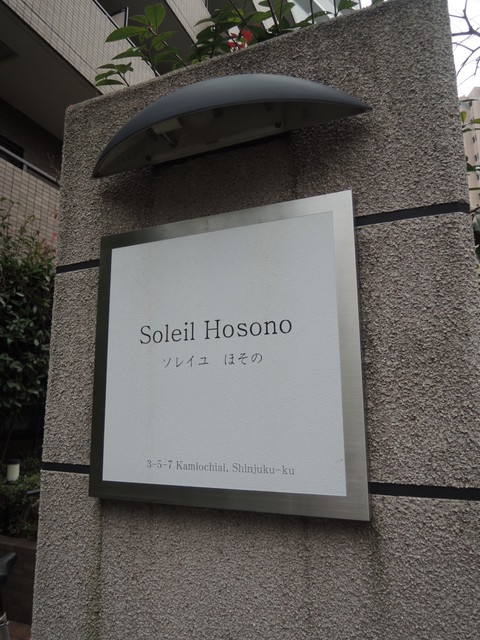 Soleil Hosono
ソレイユ ほその
3-5-7 Kamiochiai, Shinjuku-ku